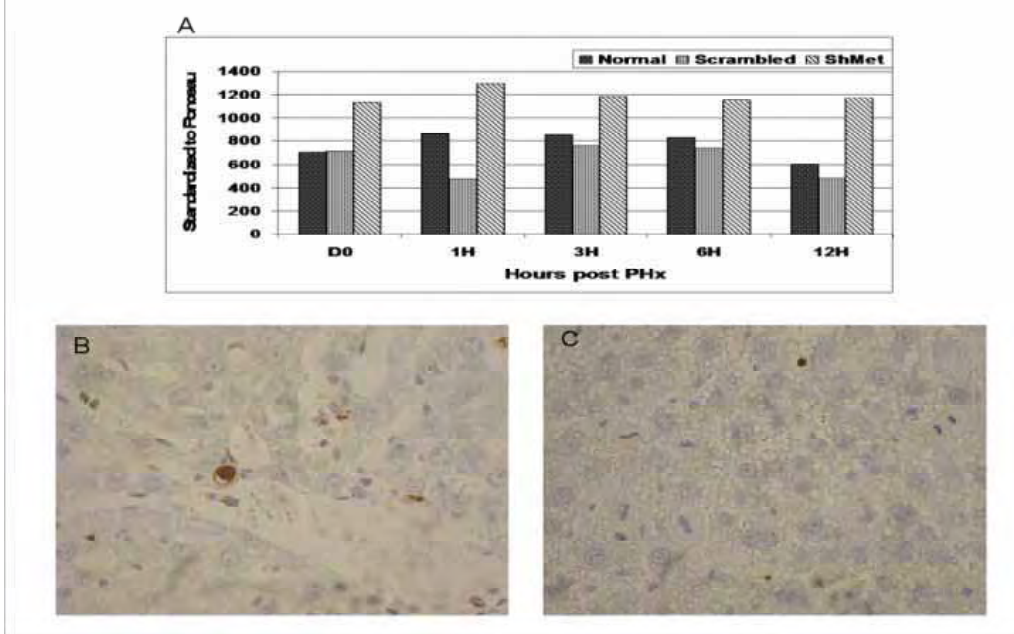 A
Normal Scrambled ShMet
Standardized to Ponceau
1400
1200
1000
800
600
400
200
0
D0 1H 3H 6H 12H
Hours post PHx
B
C